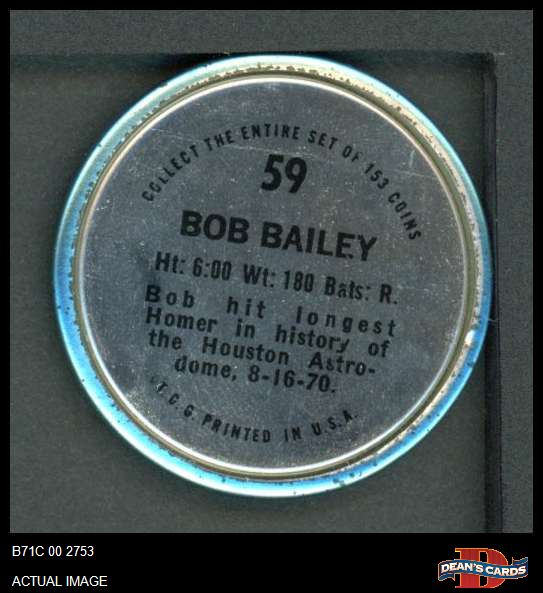 COLLECT THE ENTIRE SET OF 153 COINS
59
BOB BAILEY
Ht: 6:00 Wt: 180 Bats: R.
Bob hit longest
Homer in history of
the Houston Astro-
dome, 8-16-70.
T.C.G. PRINTED IN U.S.A.
B71C 00 2753
ACTUAL IMAGE
DEAN'S CARDS